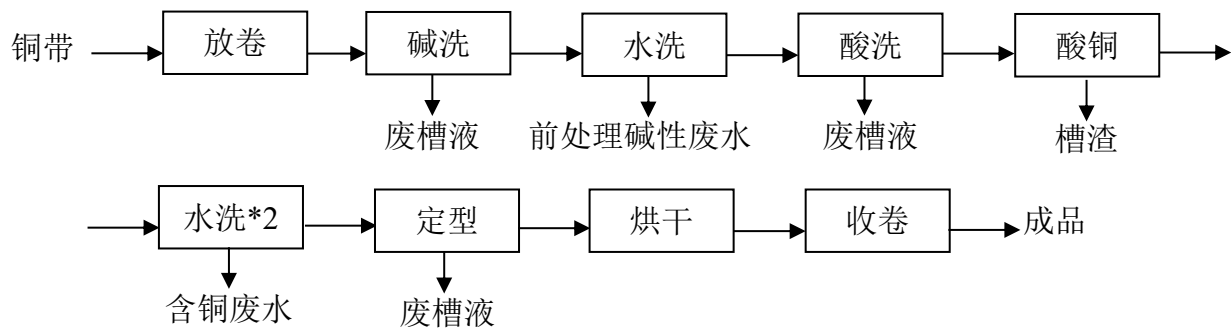 铜带 放卷 碱洗 水洗 酸洗 酸铜
废槽液 前处理碱性废水 废槽液 槽渣
水洗*2 定型 烘干 收卷 成品
含铜废水 废槽液